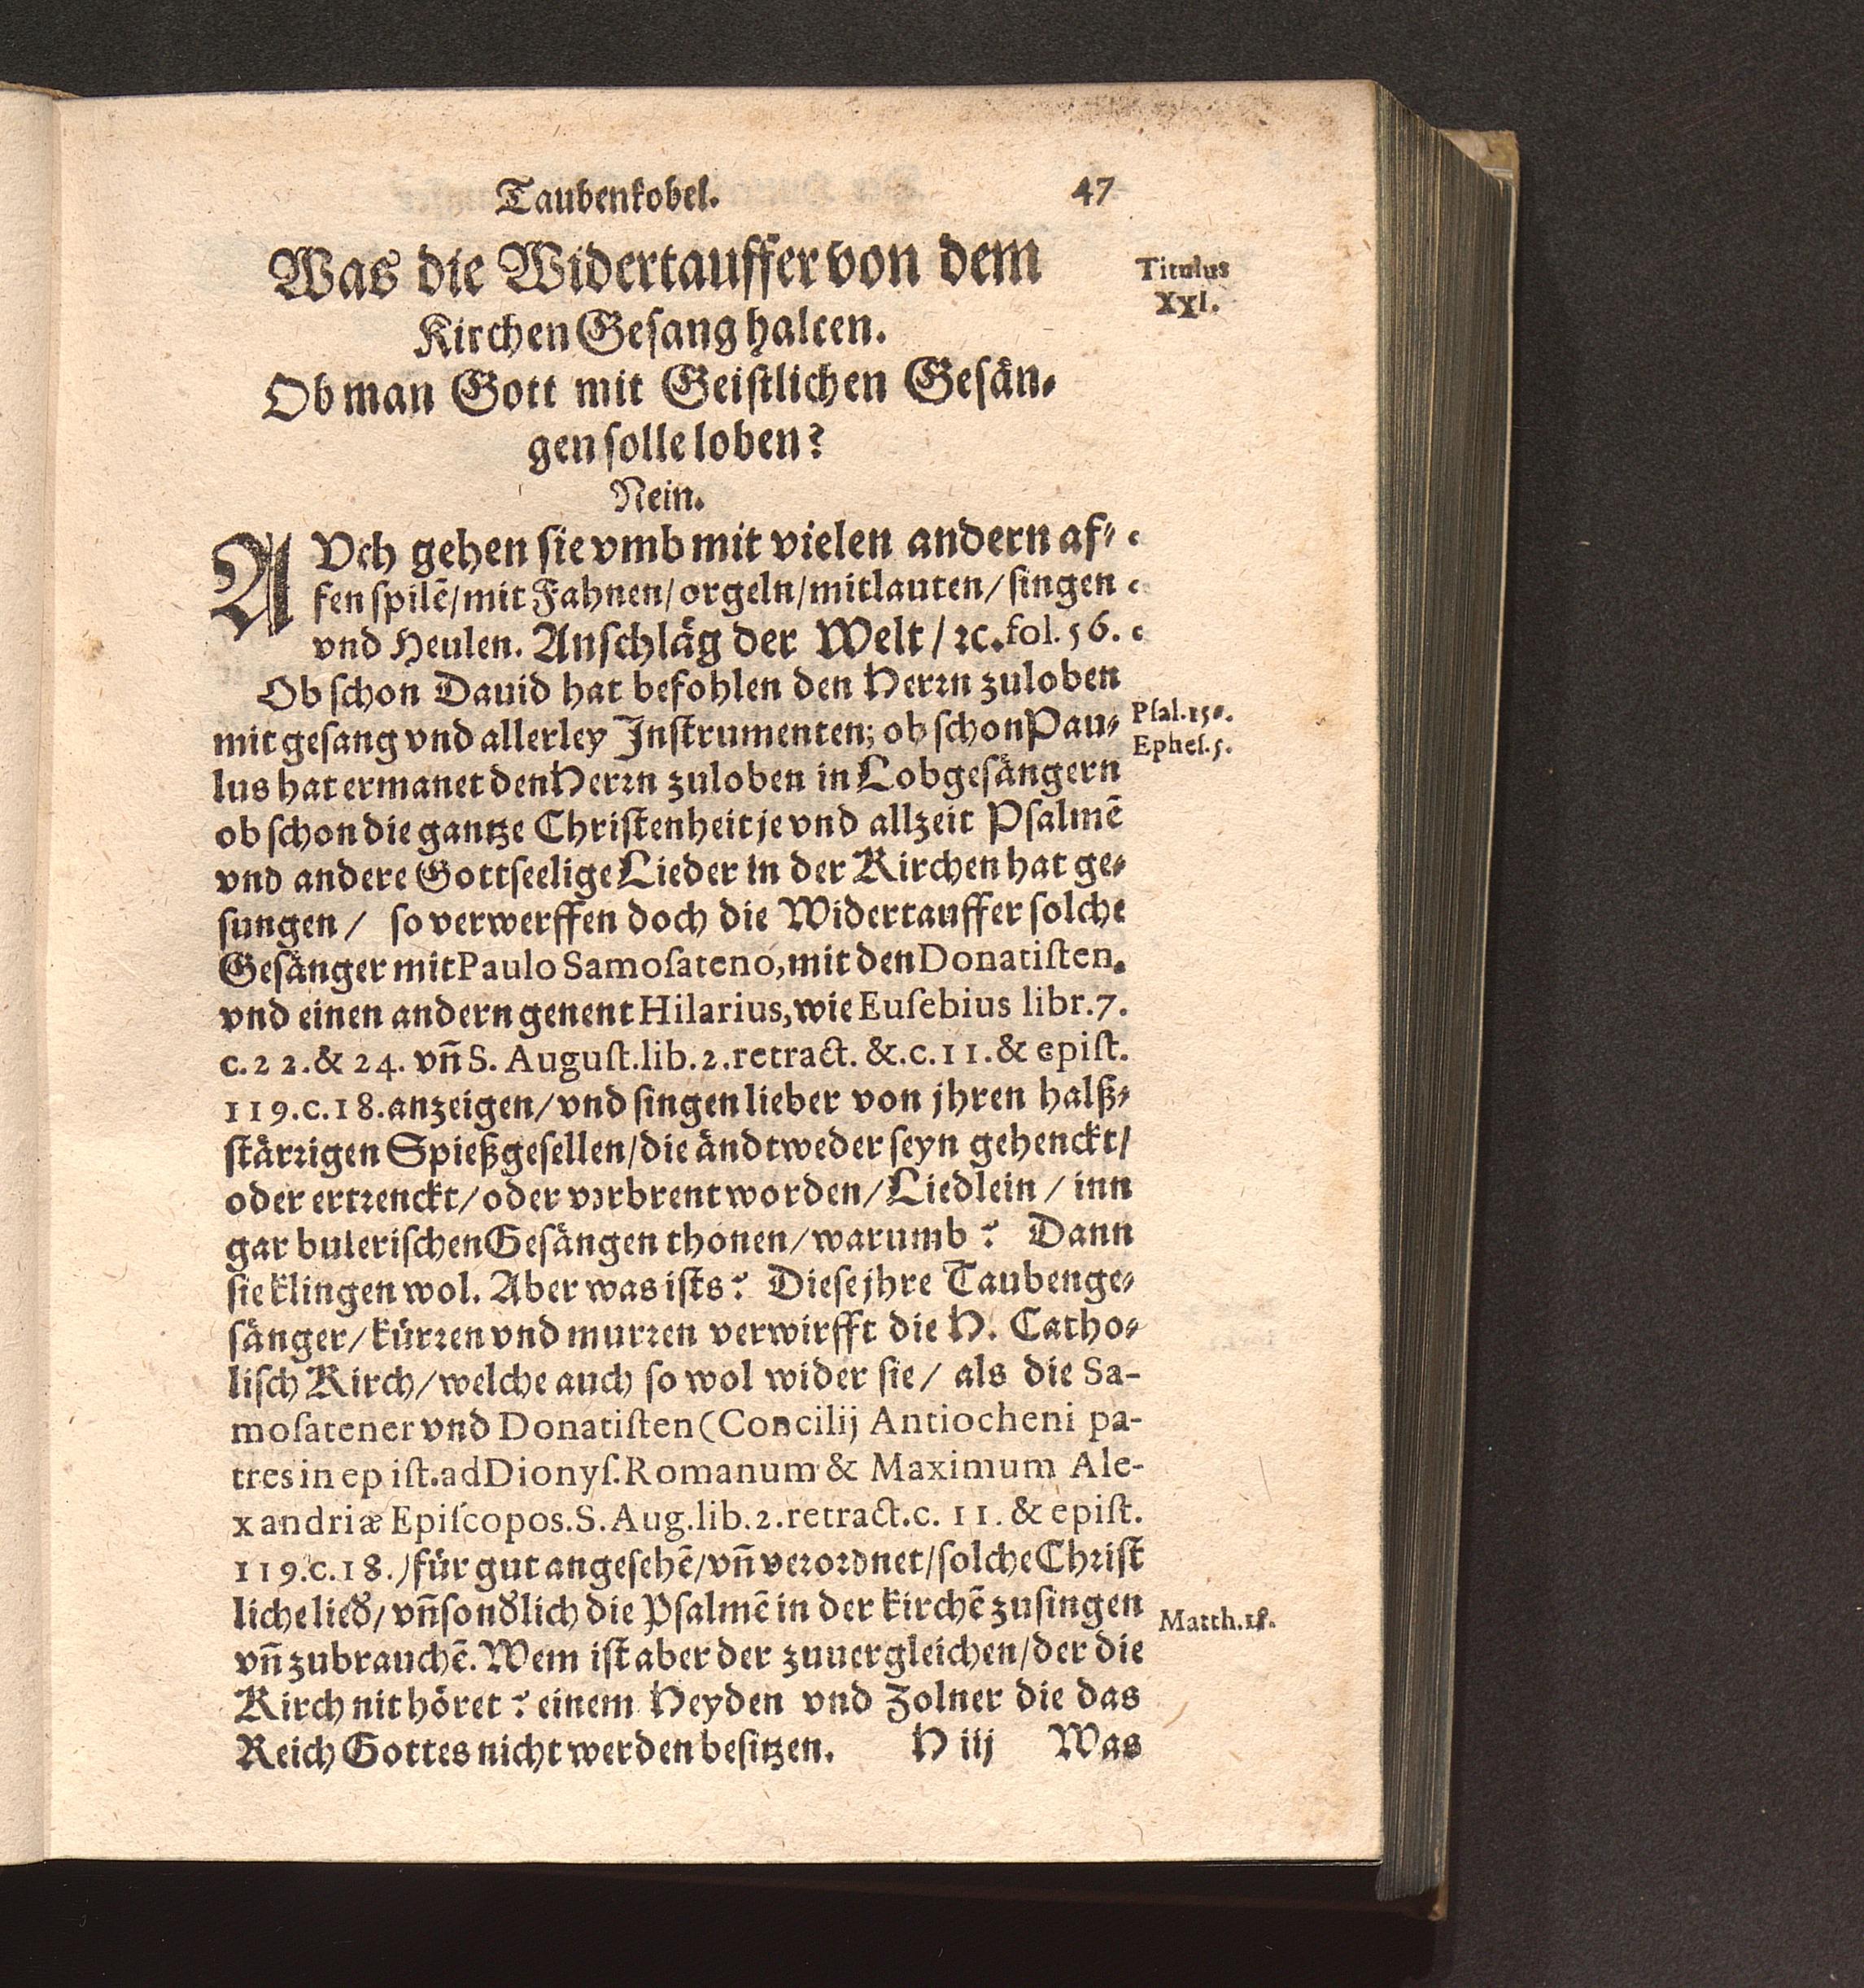 Taubenkobel. 47
Was die Widertauffer von dem
Titulus
XXI.
Kirchen Gesang halten.
Ob man Gott mit Geistlichen Gesän⸗
gen solle loben?
Nein.
AVch gehen sie vmb mit vielen andern af⸗
fen spilē/mit Fahnen/orgeln/mitlauten/singen
vnd Heulen. Anschläg der Welt/ꝛc.fol.56.
Ob schon Dauid hat befohlen den Herrn zuloben
mit gesang vnd allerley Instrumenten; ob schon Pau⸗
Psal.150.
Ephes.5.
lus hat ermanet den Herrn zuloben in Lobgesängern
ob schon die gantze Christenheit je vnd allzeit Psalmē
vnd andere Gottseelige Lieder in der Kirchen hat ge⸗
sungen/ so verwerffen doch die Widertauffer solche
Gesänger mit Paulo Samosateno, mit den Donatisten.
vnd einen andern genent Hilarius, wie Eusebius libr.7.
c.22.& 24. vn̄ S. August.lib.2.retract. &.c.11.& epist.
119.c.18.anzeigen/vnd singen lieber von jhren halß⸗
stärrigen Spießgesellen/die ändtweder seyn gehenckt/
oder ertrenckt/oder vɔrbrent worden/Liedlein/ inn
gar bulerischen Gesängen thonen/warumb? Dann
sie klingen wol. Aber was ists? Diese jhre Taubenge⸗
sänger/kürren vnd murren verwirfft die H. Catho⸗
lisch Kirch/welche auch so wol wider sie/ als die Sa-
mosatener vnd Donatisten (Concilij Antiocheni pa-
tres in ep ist.ad Dionys. Romanum & Maximum Ale-
xandriæ Episcopos. S. Aug.lib.2.retract.c. 11. & epist.
119.c.18.)für gut angesehē/vn̄ verordnet/solche Christ
liche lied/vn̄ sondlich die Psalmē in der kirchē zusingen
Matth.18.
vn̄ zubrauchē. Wem ist aber der zuuergleichen/der die
Kirch nit höret? einem Heyden vnd Zolner die das
Reich Gottes nicht werden besitzen. H iij Was